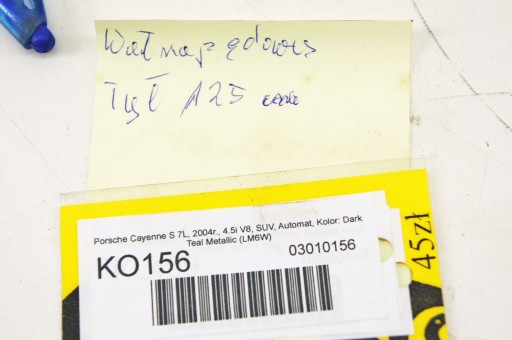 Wał napędowy
Tył 125 cm
Porsche Cayenne S 7L, 2004r., 4.5i V8, SUV, Automat, Kolor: Dark
Teal Metallic (LM6W)
KO156
03010156
45zł